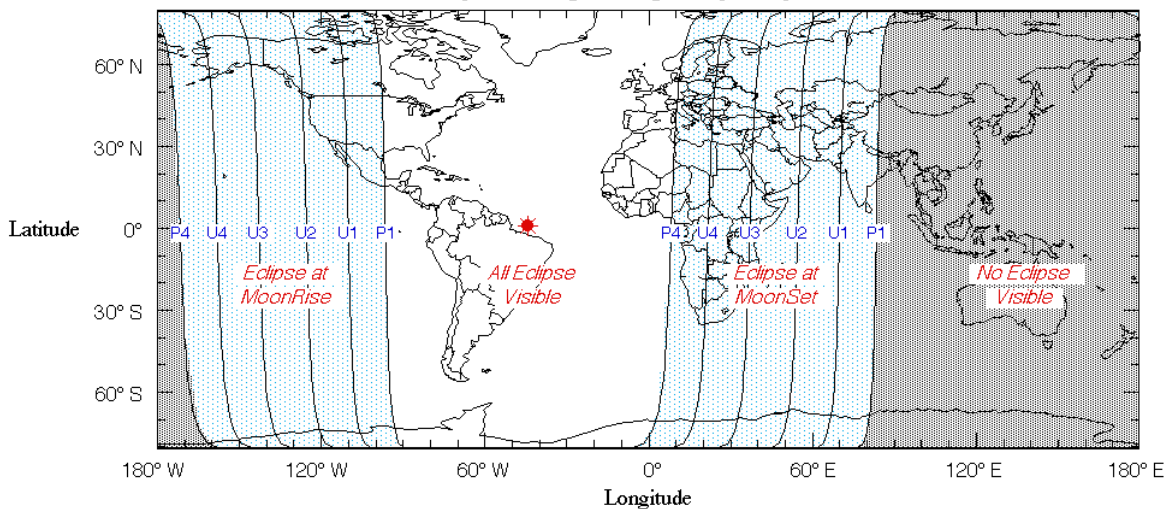 60° N
30° N
Latitude
0°
P4 U4 U3 U2 U1 P1
P4 U4 U3 U2 U1 P1
Eclipse at
MoonRise
All Eclipse
Visible
Eclipse at
MoonSet
No Eclipse
Visible
30° S
60° S
180° W 120° W 60° W 0° 60° E 120° E 180° E
Longitude